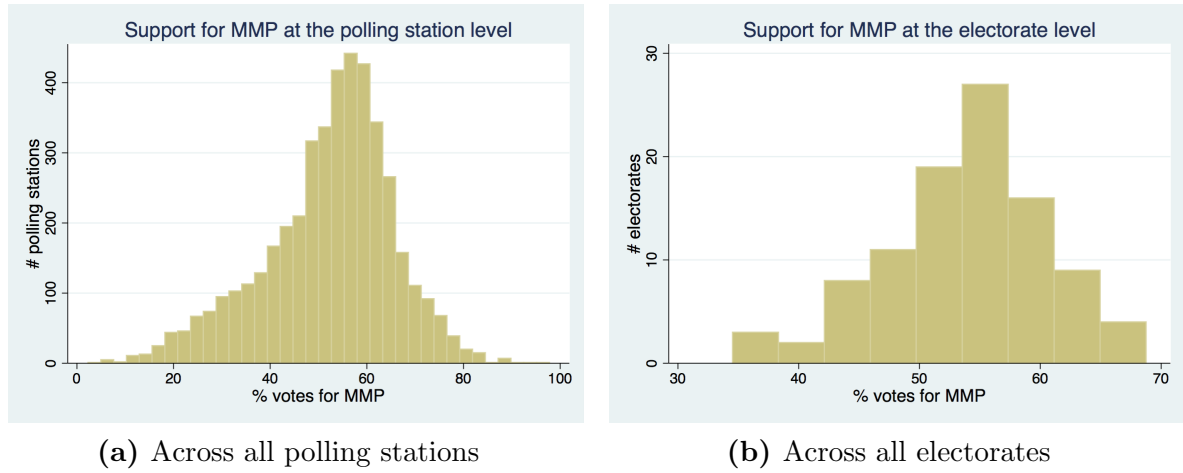 Support for MMP at the polling station level
# polling stations
400
300
200
100
0
0 20 40 60 80 100
% votes for MMP
(a) Across all polling stations
Support for MMP at the electorate level
# electorates
30
20
10
0
30 40 50 60 70
% votes for MMP
(b) Across all electorates